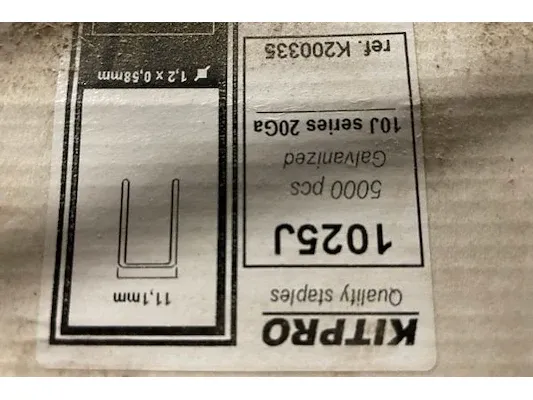 KITPRO
Quality staples
1025J
5000 pcs
Galvanized
10J series 20Ga
ref. K200335
11,1mm
1,2 x 0,58mm